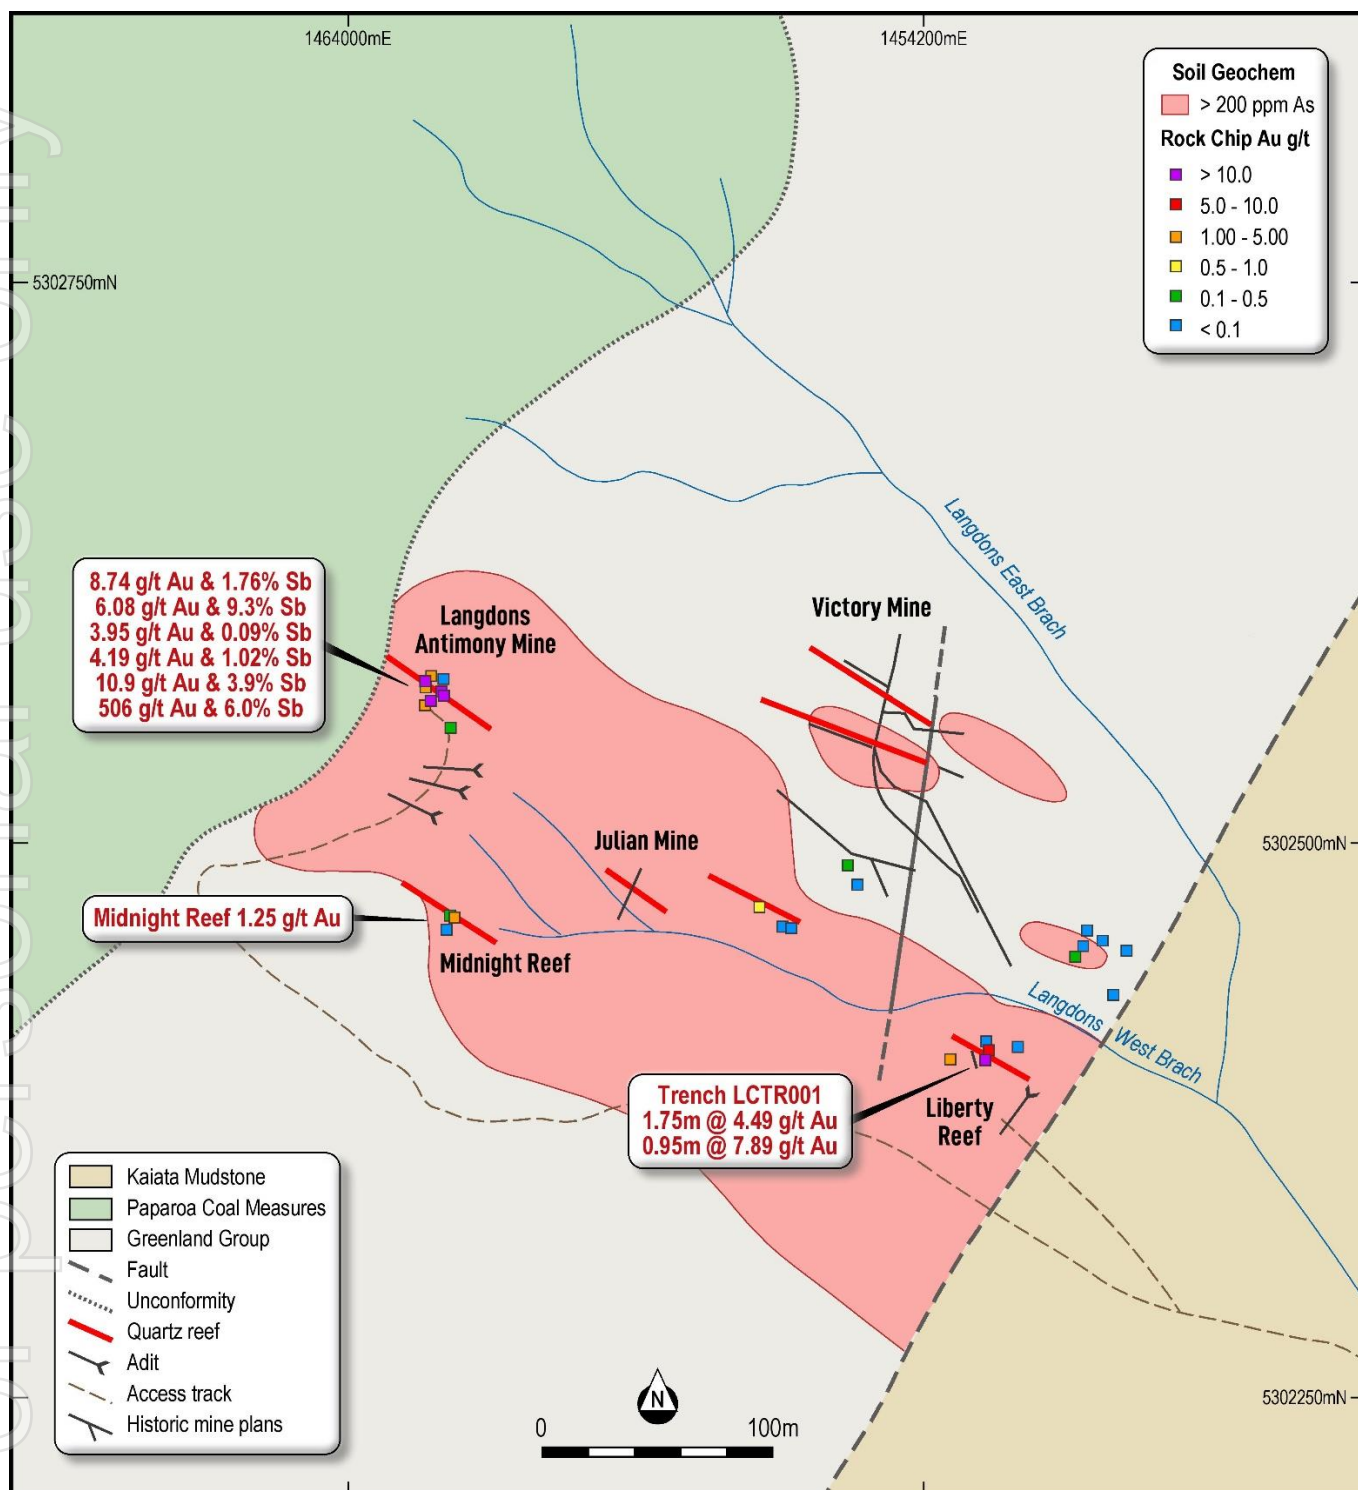 1464000mE
1454200mE
5302750mN
Soil Geochem
> 200 ppm As
Rock Chip Au g/t
> 10.0
5.0 - 10.0
1.00 - 5.00
0.5 - 1.0
0.1 - 0.5
< 0.1
Langdons East Brach
8.74 g/t Au & 1.76% Sb
6.08 g/t Au & 9.3% Sb
3.95 g/t Au & 0.09% Sb
4.19 g/t Au & 1.02% Sb
10.9 g/t Au & 3.9% Sb
506 g/t Au & 6.0% Sb
Langdons
Antimony Mine
Victory Mine
Julian Mine
5302500mN
Midnight Reef 1.25 g/t Au
Midnight Reef
Langdons West Brach
Trench LCTR001
1.75m @ 4.49 g/t Au
0.95m @ 7.89 g/t Au
Liberty
Reef
Kaiata Mudstone
Paparoa Coal Measures
Greenland Group
Fault
Unconformity
Quartz reef
Adit
Access track
Historic mine plans
N
0
100m
5302250mN